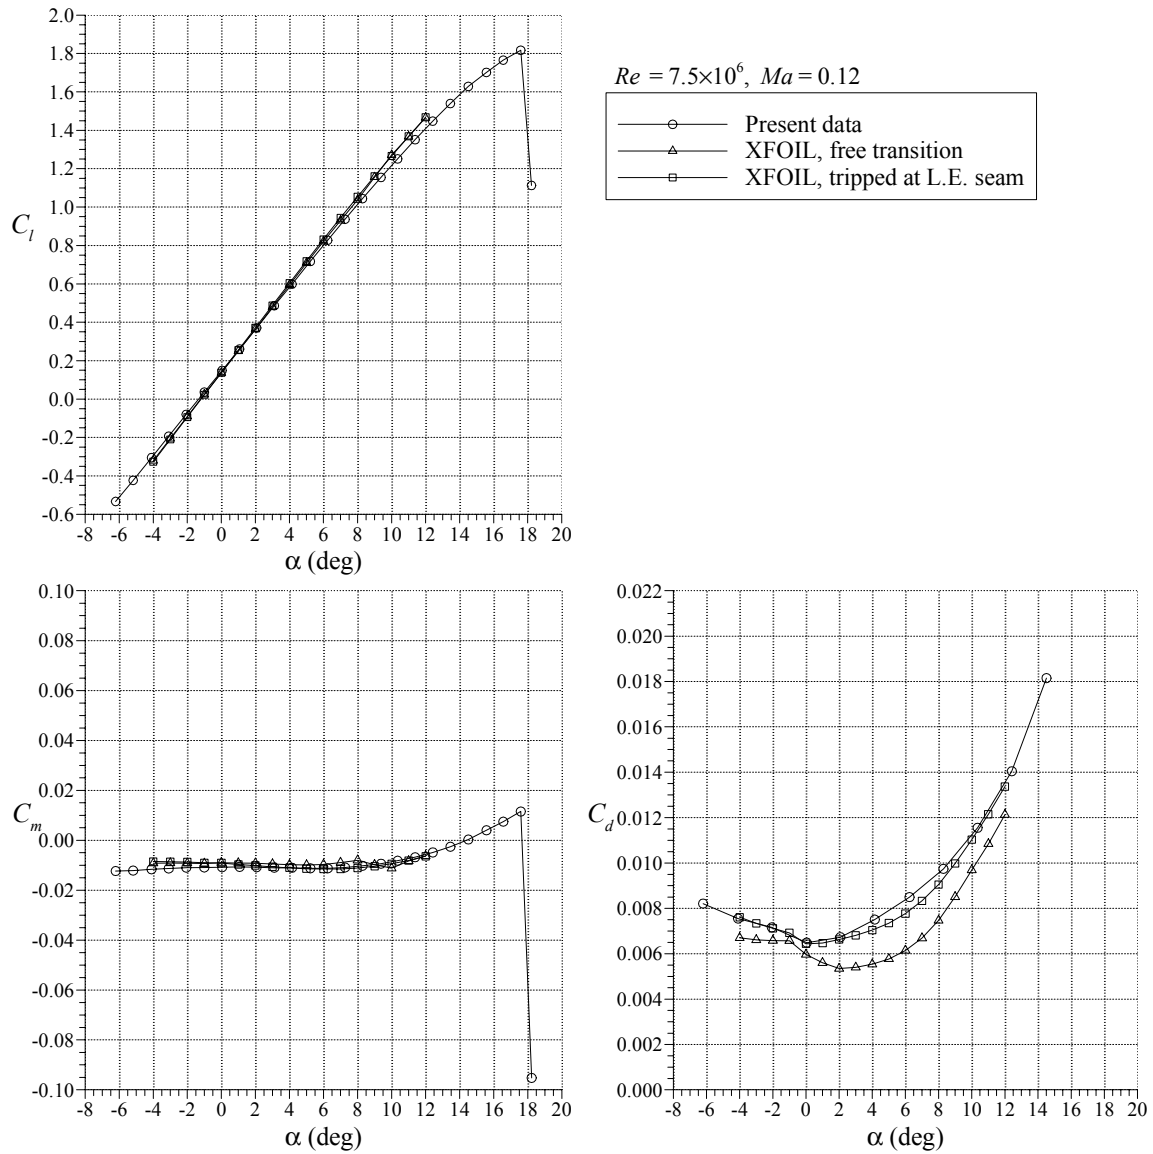 2.0
1.8
1.6
1.4
1.2
1.0
0.8
0.6
0.4
0.2
0.0
-0.2
-0.4
-0.6
C_l
-8 -6 -4 -2 0 2 4 6 8 10 12 14 16 18 20
α (deg)
Re = 7.5×10⁶, Ma = 0.12
Present data
XFOIL, free transition
XFOIL, tripped at L.E. seam
0.10
0.08
0.06
0.04
0.02
0.00
-0.02
-0.04
-0.06
-0.08
-0.10
C_m
-8 -6 -4 -2 0 2 4 6 8 10 12 14 16 18 20
α (deg)
0.022
0.020
0.018
0.016
0.014
0.012
0.010
0.008
0.006
0.004
0.002
0.000
C_d
-8 -6 -4 -2 0 2 4 6 8 10 12 14 16 18 20
α (deg)